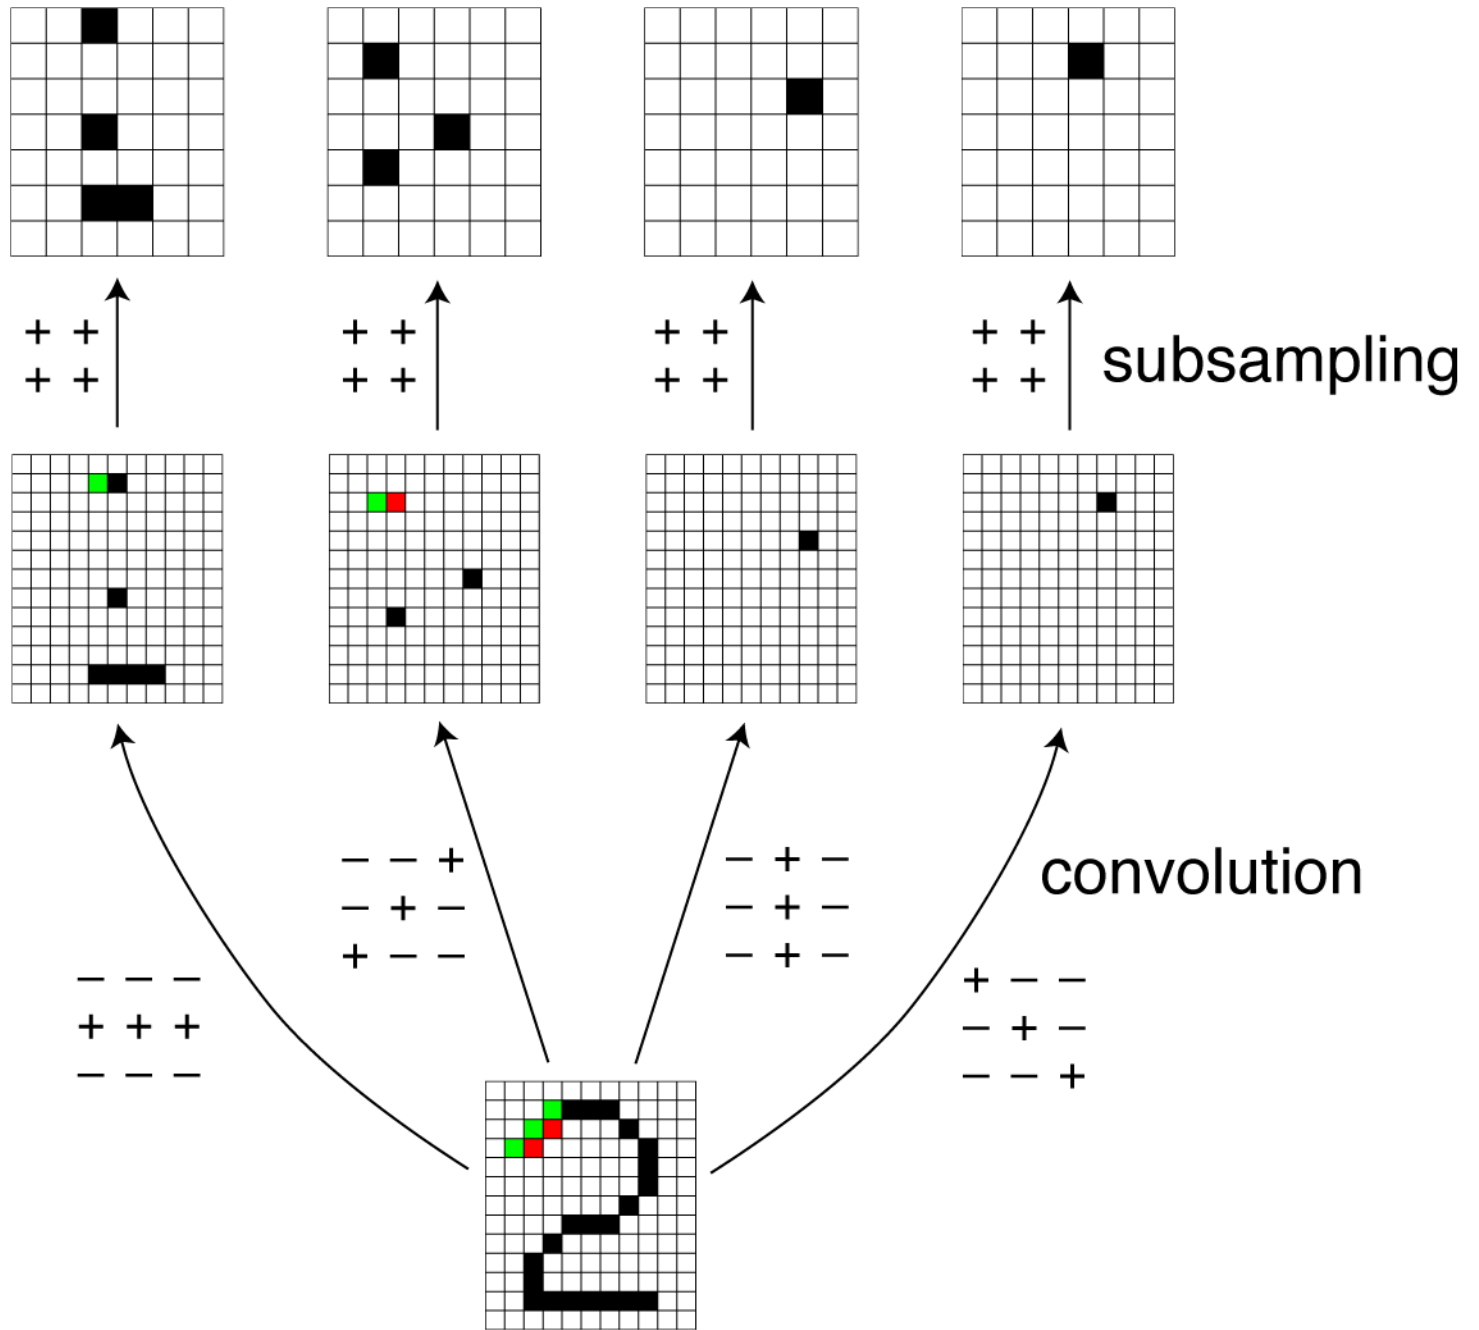 + + + + + + + +
+ + + + + + + +
subsampling
− − + − + −
− + − − + −
+ − − − + −
convolution
− − − + − −
+ + + − + −
− − − − − +